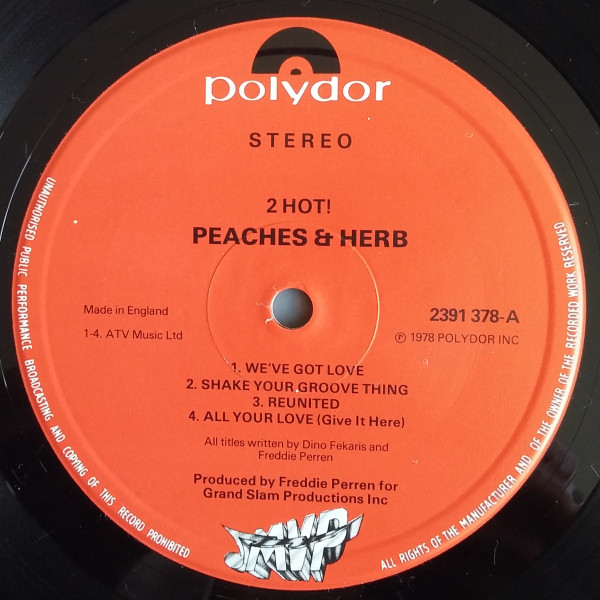 polydor
STEREO
2 HOT!
PEACHES & HERB
Made in England
2391 378-A
1-4. ATV Music Ltd
℗ 1978 POLYDOR INC
1. WE'VE GOT LOVE
2. SHAKE YOUR GROOVE THING
3. REUNITED
4. ALL YOUR LOVE (Give It Here)
All titles written by Dino Fekaris and
Freddie Perren
Produced by Freddie Perren for
Grand Slam Productions Inc
MVP
UNAUTHORISED PUBLIC PERFORMANCE BROADCASTING AND COPYING OF THIS RECORD PROHIBITED
ALL RIGHTS OF THE MANUFACTURER AND OF THE OWNER OF THE RECORDED WORK RESERVED